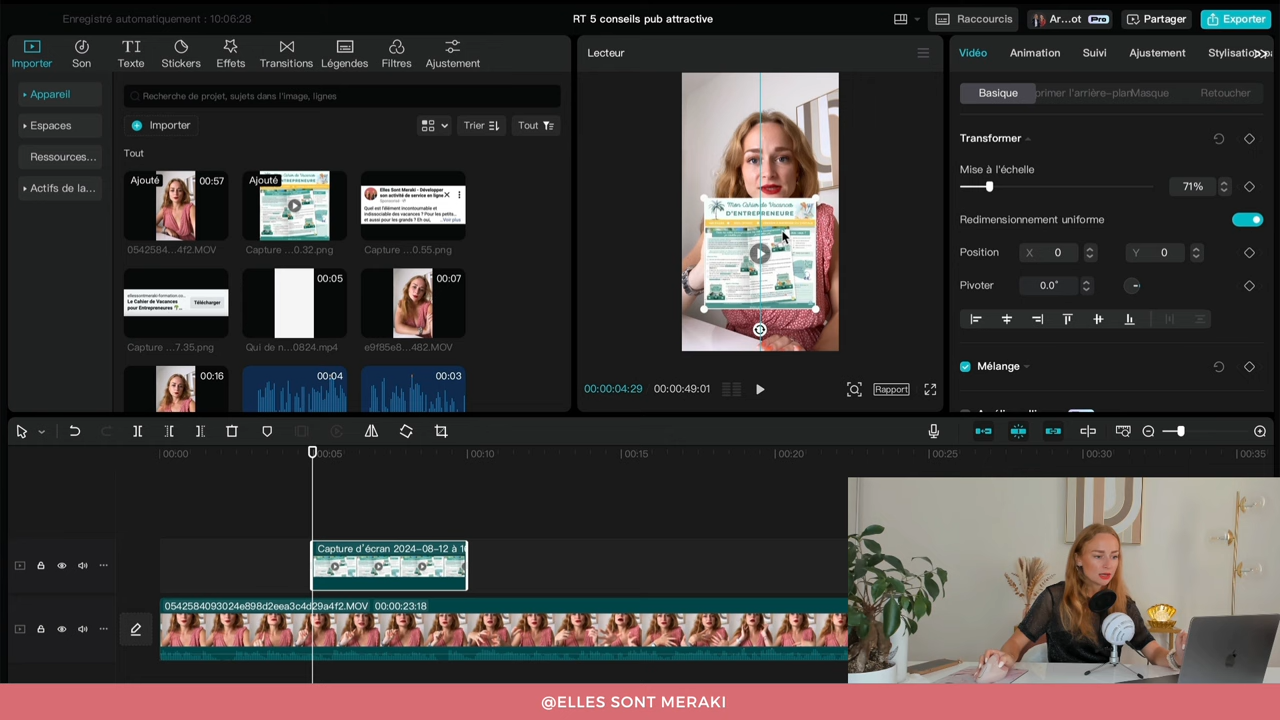 Enregistré automatiquement : 10:06:28
RT 5 conseils pub attractive
Raccourcis
Ar...ot
Pro
Partager
Exporter
Importer
Son
Texte
Stickers
Effets
Transitions
Légendes
Filtres
Ajustement
Appareil
Espaces
Ressources...
Actifs de la...
Recherche de projet, sujets dans l'image, lignes
Importer
Trier
Tout
Tout
Ajouté
00:57
0542584...4f2.MOV
Ajouté
Capture ...0.32.png
Elles Sont Meraki - Développer
son activité de service en ligne
Capture ...0.55.png
Le Cahier de Vacances
pour Entrepreneures
Télécharger
Capture ...7.35.png
00:05
Qui de n...0824.mp4
00:07
e9f85e8...482.MOV
00:16
00:04
00:03
Lecteur
Mon Cahier de Vacances
D'ENTREPRENEURE
00:00:04:29
00:00:49:01
Rapport
Vidéo
Animation
Suivi
Ajustement
Basique
primer l'arrière-plan
Masque
Retoucher
Transformer
Mise à l'échelle
71%
Redimensionnement uniforme
Position
X
0
0
Pivoter
0.0°
Mélange
00:00
00:05
00:10
00:15
00:20
00:25
00:30
00:35
Capture d'écran 2024-08-12 à 1
0542584093024e898d2eea3c4d29a4f2.MOV
00:00:23:18
@ELLES SONT MERAKI